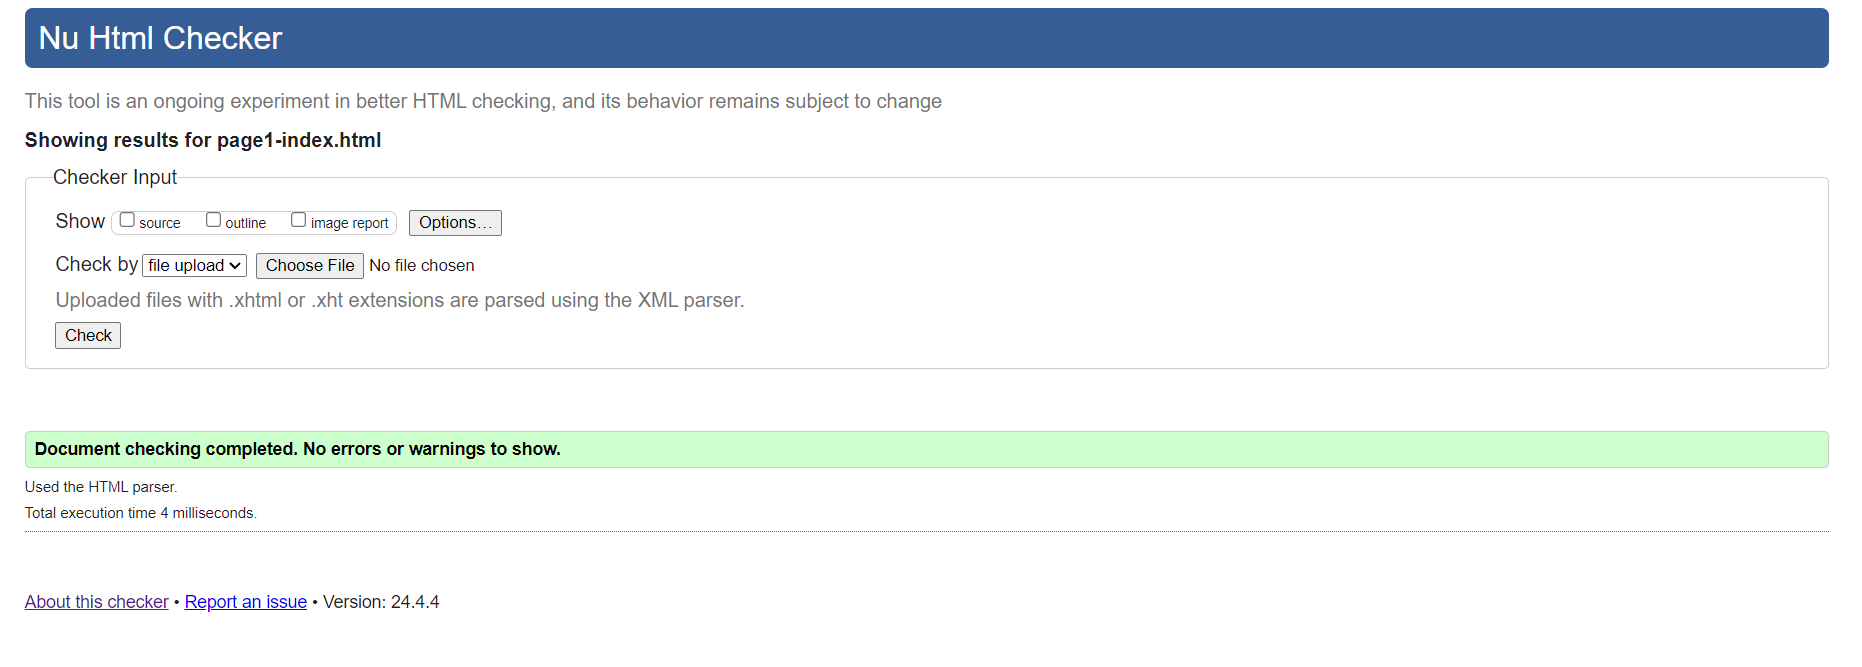 Nu Html Checker
This tool is an ongoing experiment in better HTML checking, and its behavior remains subject to change
Showing results for page1-index.html
Checker Input
Show source outline image report Options...
Check by file upload Choose File No file chosen
Uploaded files with .xhtml or .xht extensions are parsed using the XML parser.
Check
Document checking completed. No errors or warnings to show.
Used the HTML parser.
Total execution time 4 milliseconds.
About this checker • Report an issue • Version: 24.4.4